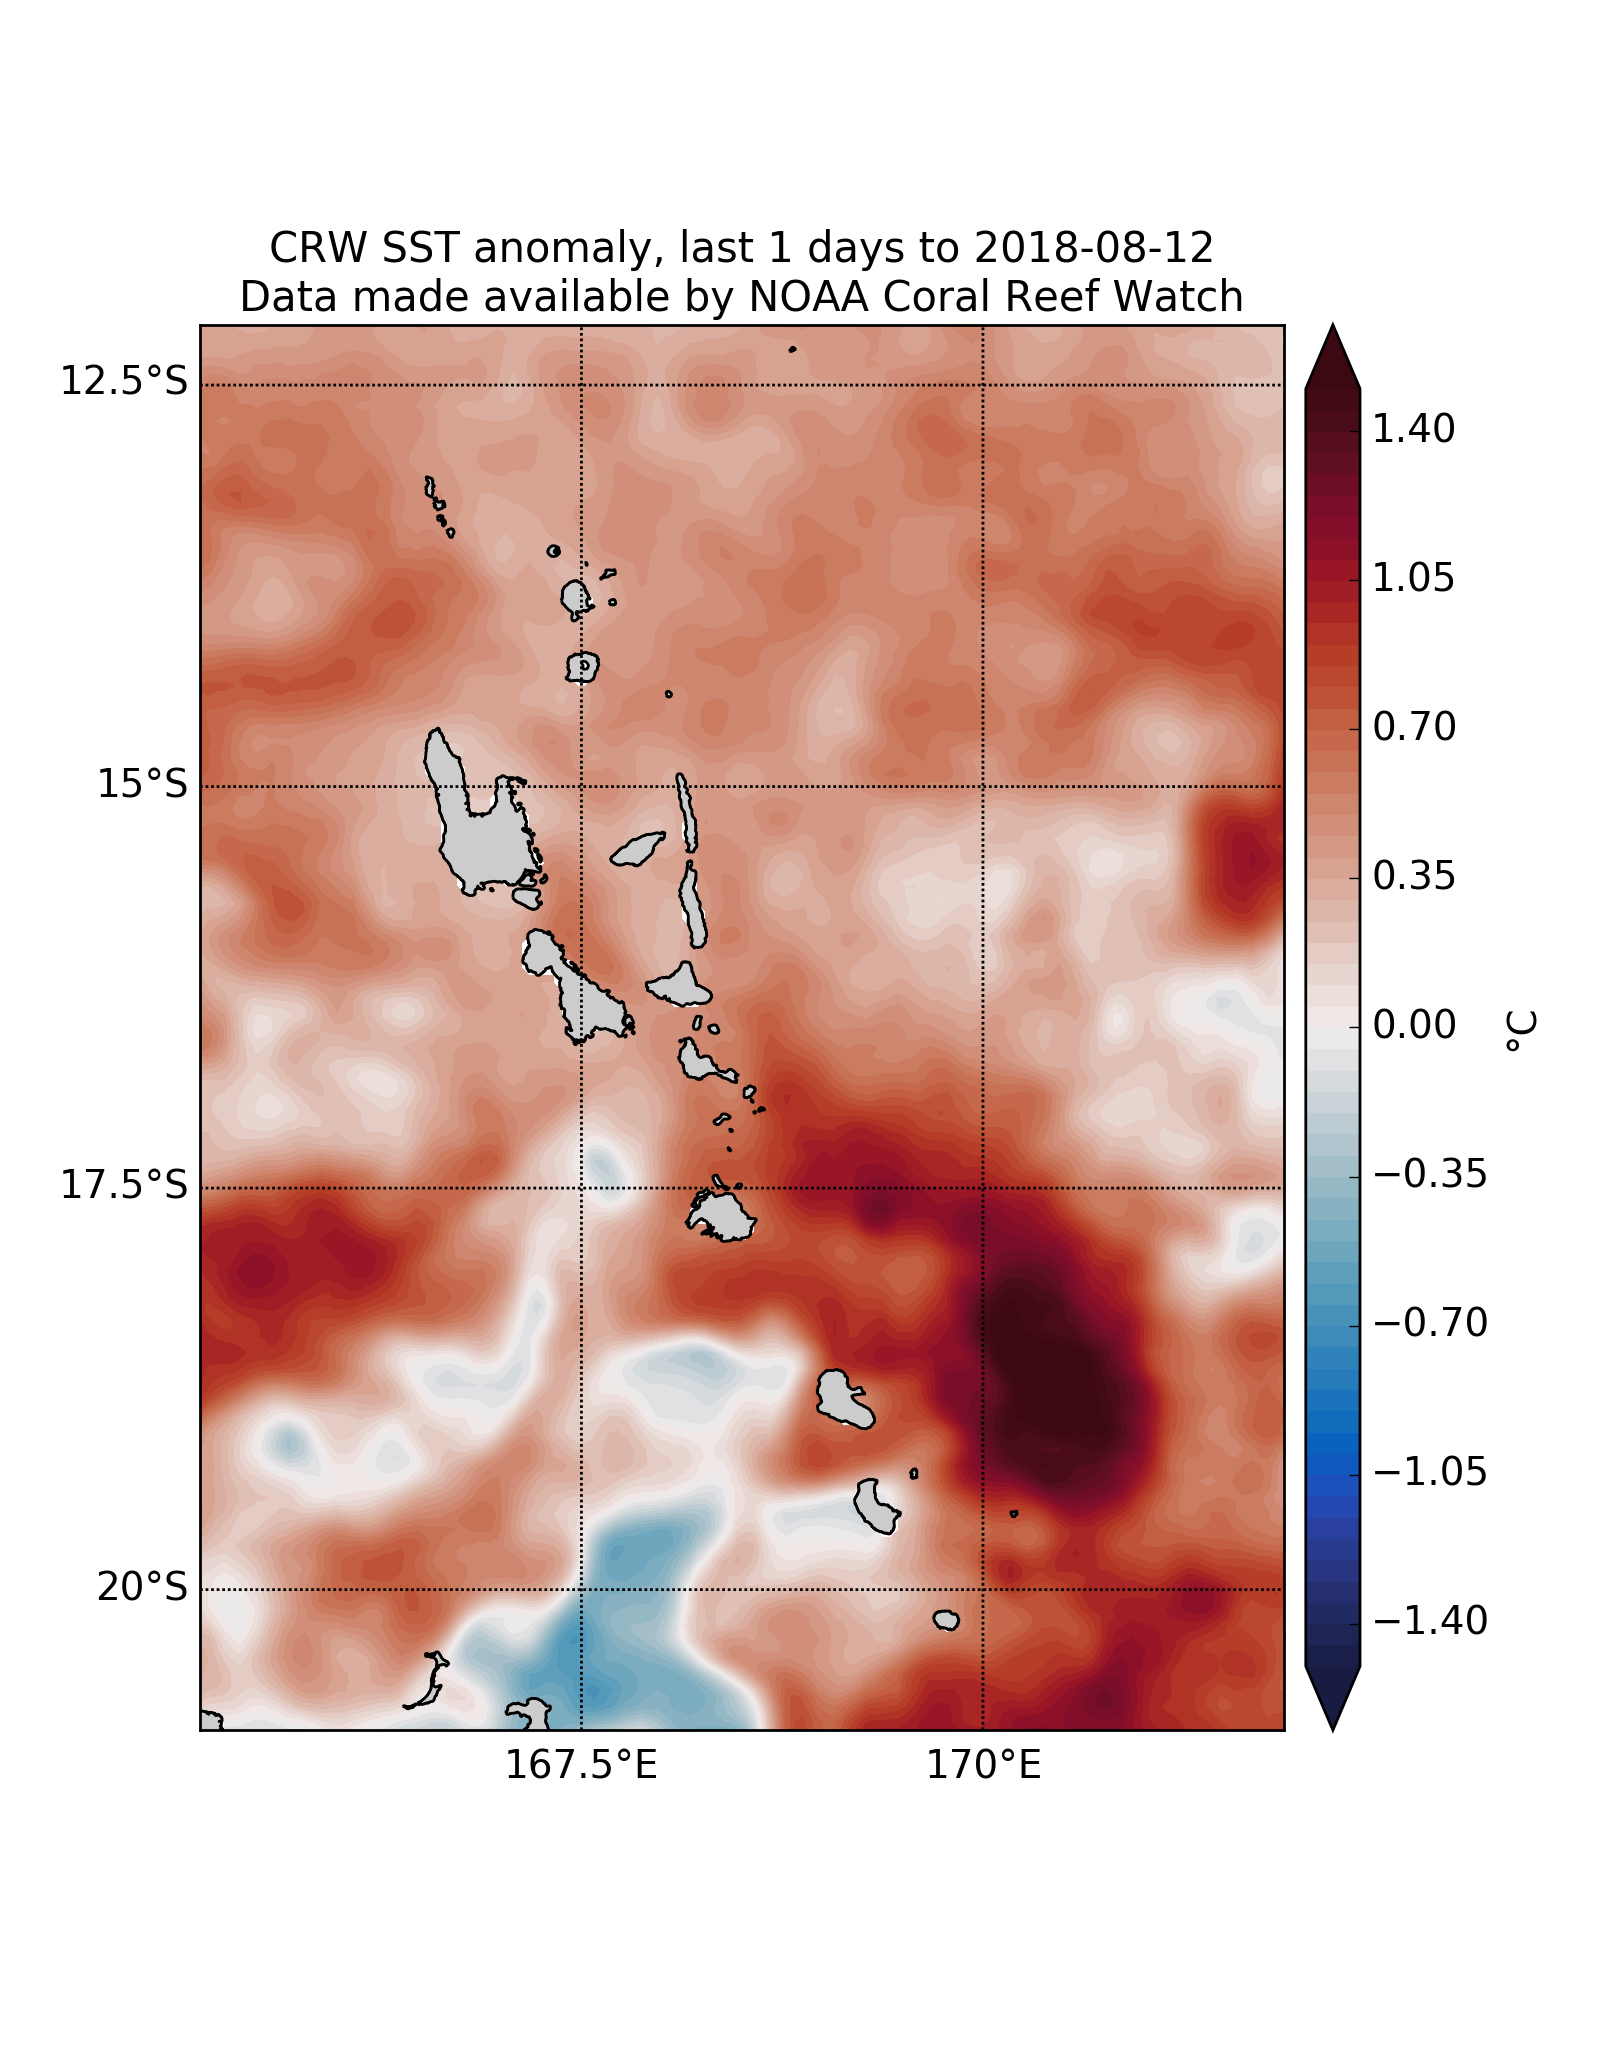 CRW SST anomaly, last 1 days to 2018-08-12
Data made available by NOAA Coral Reef Watch
12.5°S
15°S
17.5°S
20°S
167.5°E
170°E
1.40
1.05
0.70
0.35
0.00
−0.35
−0.70
−1.05
−1.40
°C